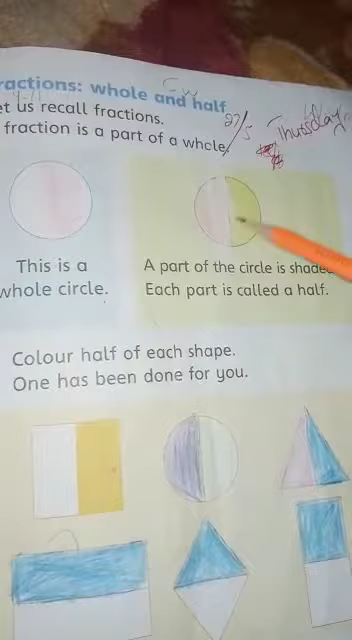 ractions: whole and half
C W
et us recall fractions.
27/5
Thursday
fraction is a part of a whole
This is a
whole circle.
A part of the circle is shaded
Each part is called a half.
Colour half of each shape.
One has been done for you.